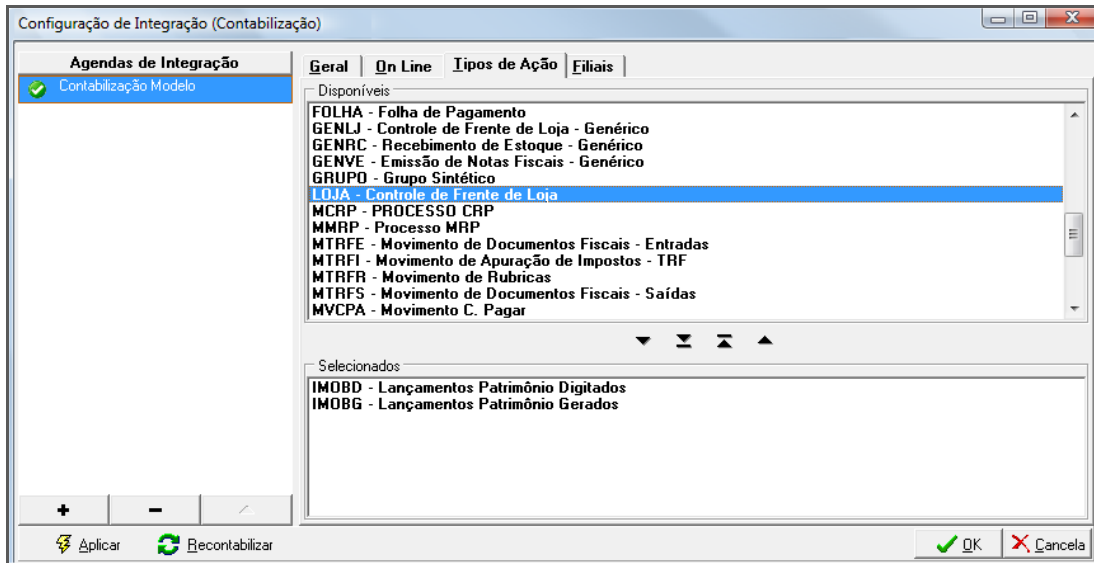 Configuração de Integração (Contabilização)
Agendas de Integração
Contabilização Modelo
Geral
On Line
Tipos de Ação
Filiais
Disponíveis
FOLHA - Folha de Pagamento
GENLJ - Controle de Frente de Loja - Genérico
GENRC - Recebimento de Estoque - Genérico
GENVE - Emissão de Notas Fiscais - Genérico
GRUPO - Grupo Sintético
LOJA - Controle de Frente de Loja
MCRP - PROCESSO CRP
MMRP - Processo MRP
MTRFE - Movimento de Documentos Fiscais - Entradas
MTRFI - Movimento de Apuração de Impostos - TRF
MTRFR - Movimento de Rubricas
MTRFS - Movimento de Documentos Fiscais - Saídas
MVCPA - Movimento C. Pagar
Selecionados
IMOBD - Lançamentos Patrimônio Digitados
IMOBG - Lançamentos Patrimônio Gerados
Aplicar
Recontabilizar
OK
Cancela